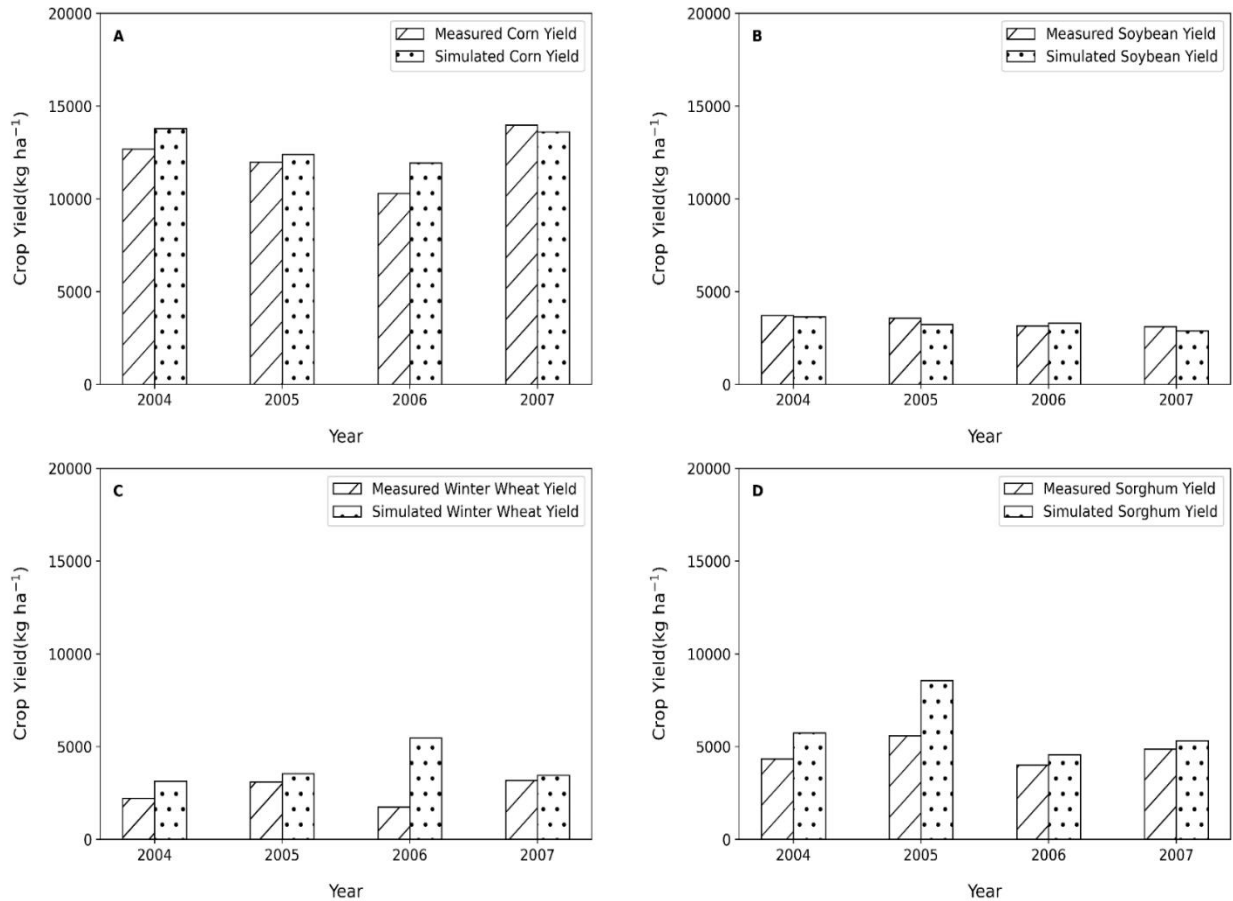 A
Measured Corn Yield
Simulated Corn Yield
20000
15000
10000
5000
0
Crop Yield(kg ha⁻¹)
2004 2005 2006 2007
Year
B
Measured Soybean Yield
Simulated Soybean Yield
20000
15000
10000
5000
0
Crop Yield(kg ha⁻¹)
2004 2005 2006 2007
Year
C
Measured Winter Wheat Yield
Simulated Winter Wheat Yield
20000
15000
10000
5000
0
Crop Yield(kg ha⁻¹)
2004 2005 2006 2007
Year
D
Measured Sorghum Yield
Simulated Sorghum Yield
20000
15000
10000
5000
0
Crop Yield(kg ha⁻¹)
2004 2005 2006 2007
Year